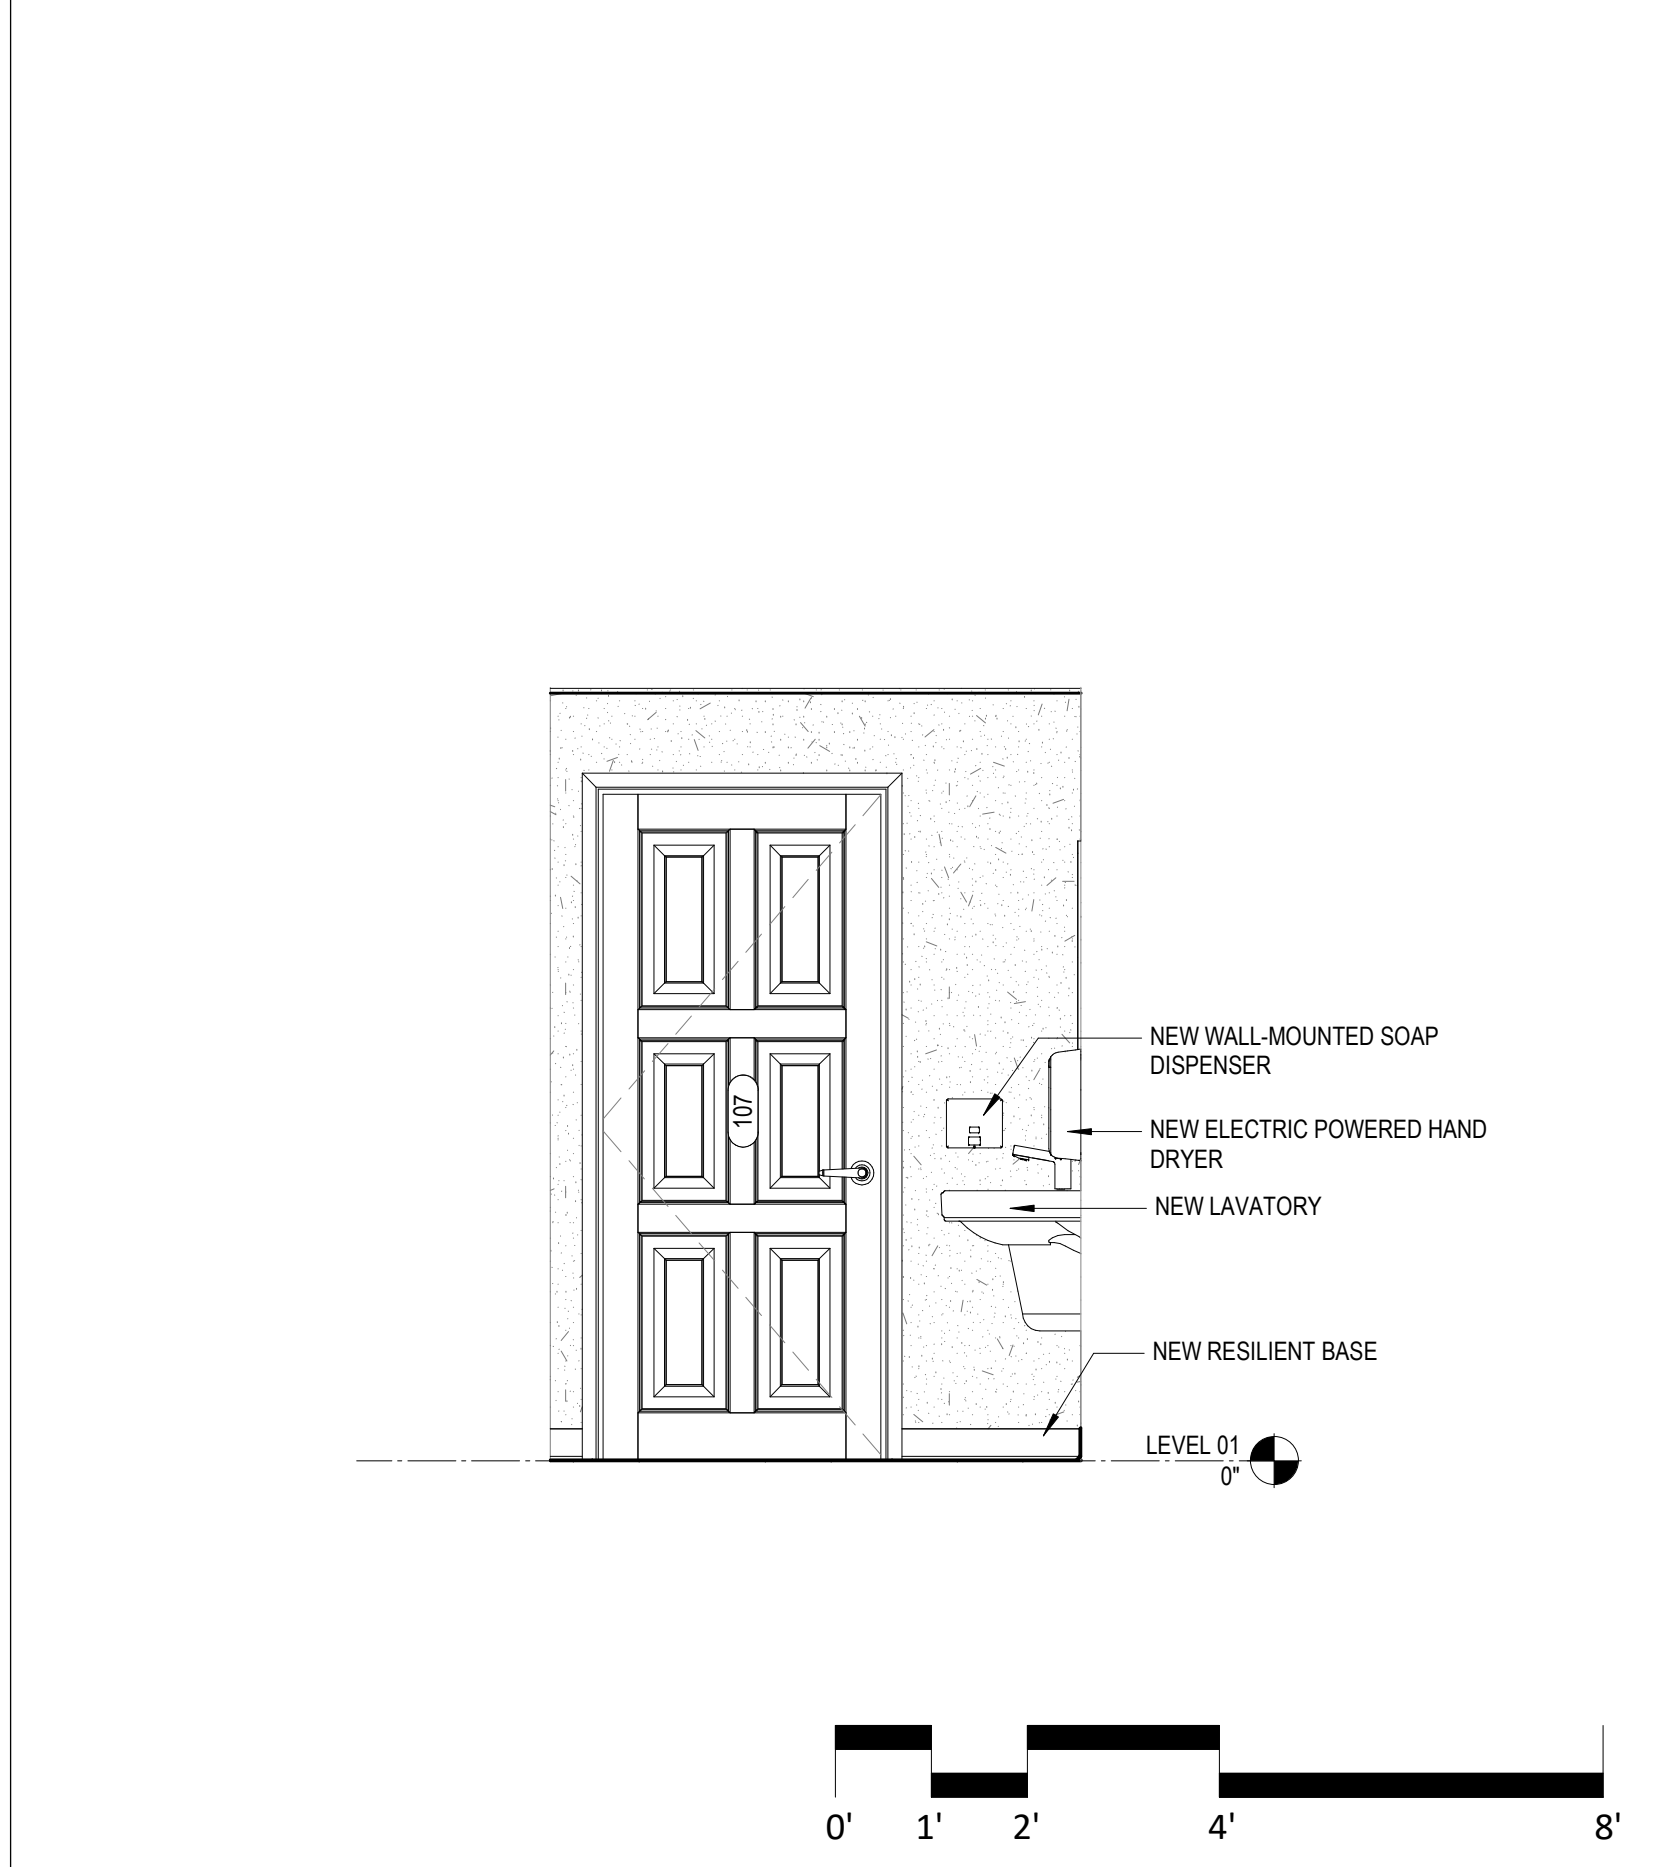 NEW WALL-MOUNTED SOAP
DISPENSER
107
NEW ELECTRIC POWERED HAND
DRYER
NEW LAVATORY
NEW RESILIENT BASE
LEVEL 01
0"
0' 1' 2' 4' 8'